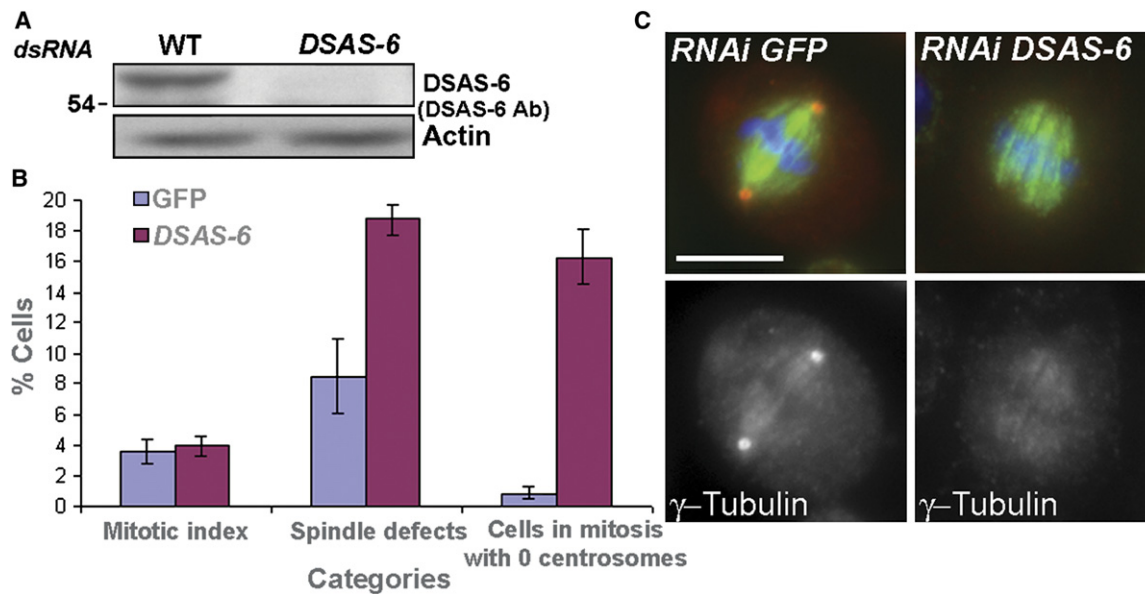 A
dsRNA WT DSAS-6
54 DSAS-6
(DSAS-6 Ab)
Actin
B
GFP
DSAS-6
20
18
16
14
12
10
8
6
4
2
0
% Cells
Mitotic index
Spindle defects
Cells in mitosis
with 0 centrosomes
Categories
C
RNAi GFP
RNAi DSAS-6
γ–Tubulin
γ–Tubulin